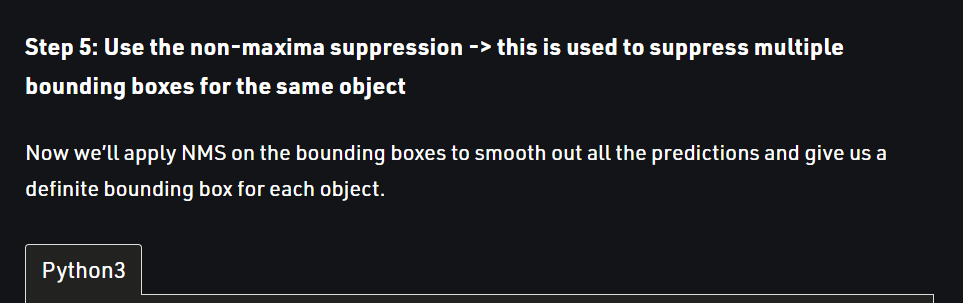 Step 5: Use the non-maxima suppression -> this is used to suppress multiple
bounding boxes for the same object
Now we'll apply NMS on the bounding boxes to smooth out all the predictions and give us a
definite bounding box for each object.
Python3